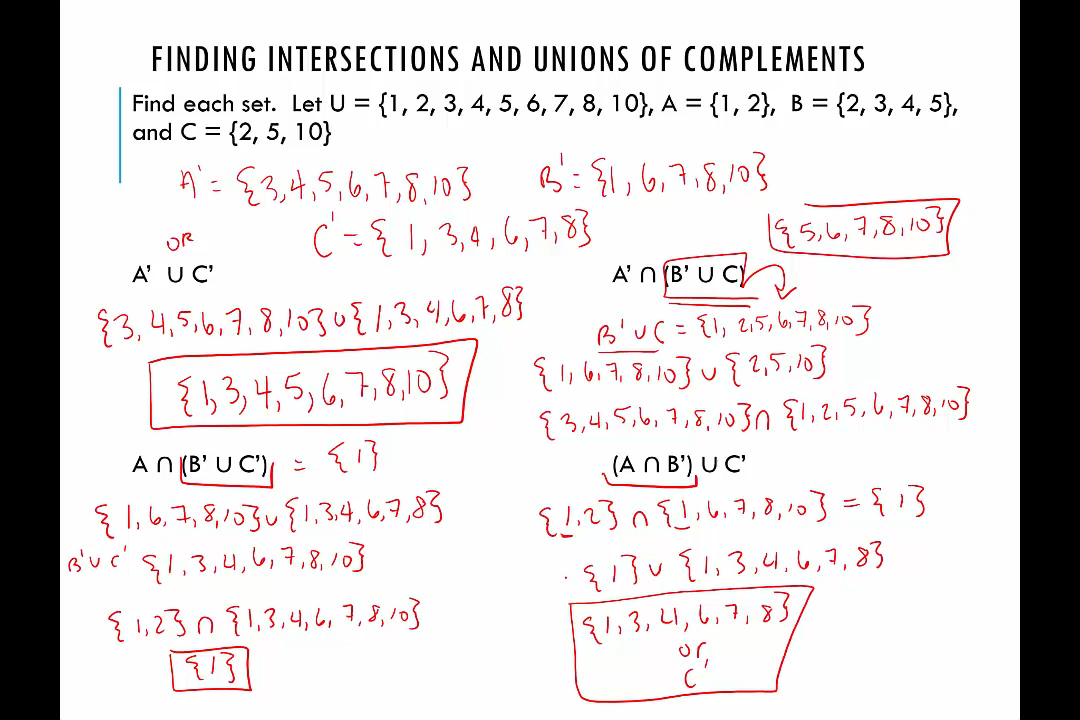 FINDING INTERSECTIONS AND UNIONS OF COMPLEMENTS
Find each set. Let U = {1, 2, 3, 4, 5, 6, 7, 8, 10}, A = {1, 2}, B = {2, 3, 4, 5},
and C = {2, 5, 10}
A' = {3,4,5,6,7,8,10}
B' = {1,6,7,8,10}
C' = {1,3,4,6,7,8}
{5,6,7,8,10}
OR
A' ∪ C'
{3,4,5,6,7,8,10}∪{1,3,4,6,7,8}
{1,3,4,5,6,7,8,10}
A' ∩ (B' ∪ C)
B' ∪ C = {1,2,5,6,7,8,10}
{1,6,7,8,10} ∪ {2,5,10}
{3,4,5,6,7,8,10} ∩ {1,2,5,6,7,8,10}
A ∩ (B' ∪ C') = {1}
{1,6,7,8,10}∪{1,3,4,6,7,8}
B' ∪ C' {1,3,4,6,7,8,10}
{1,2} ∩ {1,3,4,6,7,8,10}
{1}
(A ∩ B') ∪ C'
{1,2} ∩ {1,6,7,8,10} = {1}
{1} ∪ {1,3,4,6,7,8}
{1,3,4,6,7,8}
or,
C'